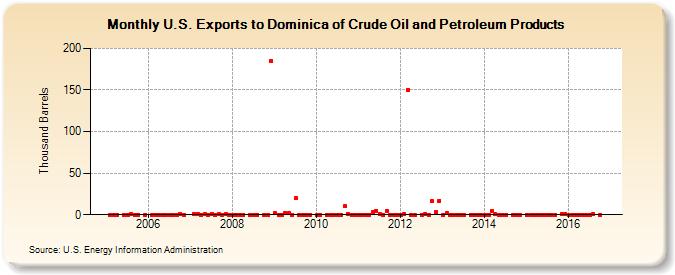 Monthly U.S. Exports to Dominica of Crude Oil and Petroleum Products
Thousand Barrels
200
150
100
50
0
2006 2008 2010 2012 2014 2016
Source: U.S. Energy Information Administration